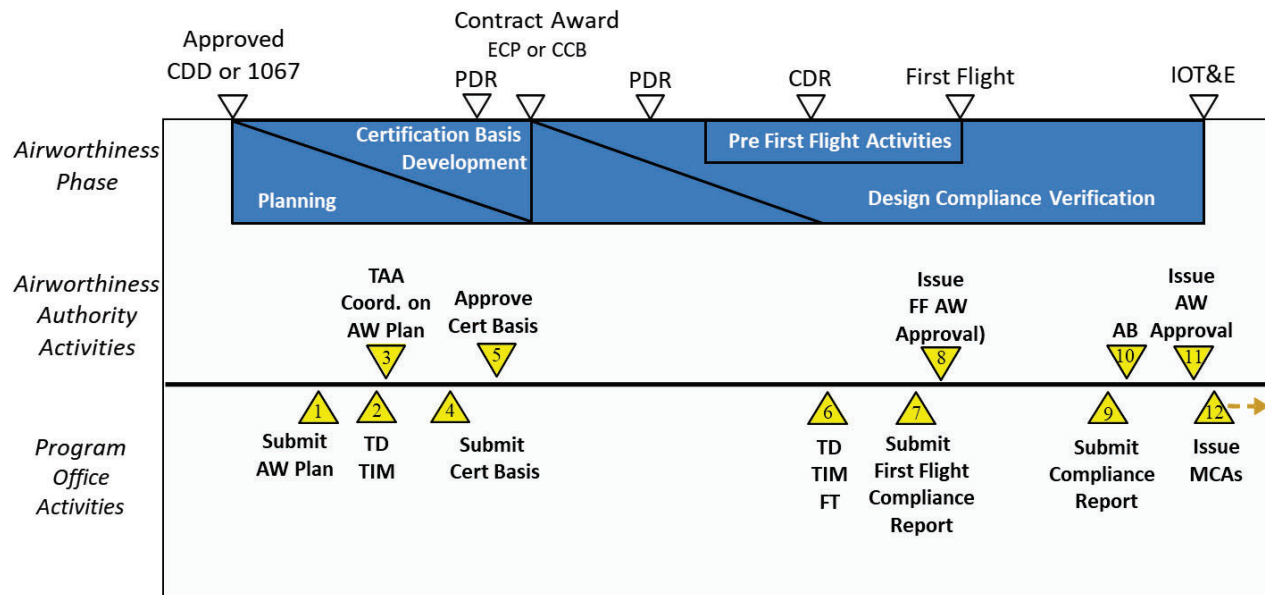 Approved
CDD or 1067
PDR
Contract Award
ECP or CCB
PDR
CDR
First Flight
IOT&E
Airworthiness
Phase
Certification Basis
Development
Planning
Pre First Flight Activities
Design Compliance Verification
Airworthiness
Authority
Activities
TAA
Coord. on
AW Plan
3
Approve
Cert Basis
5
Issue
FF AW
Approval)
8
AB
10
Issue
AW
Approval
11
Program
Office
Activities
1
Submit
AW Plan
2
TD
TIM
4
Submit
Cert Basis
6
TD
TIM
FT
7
Submit
First Flight
Compliance
Report
9
Submit
Compliance
Report
12
Issue
MCAs